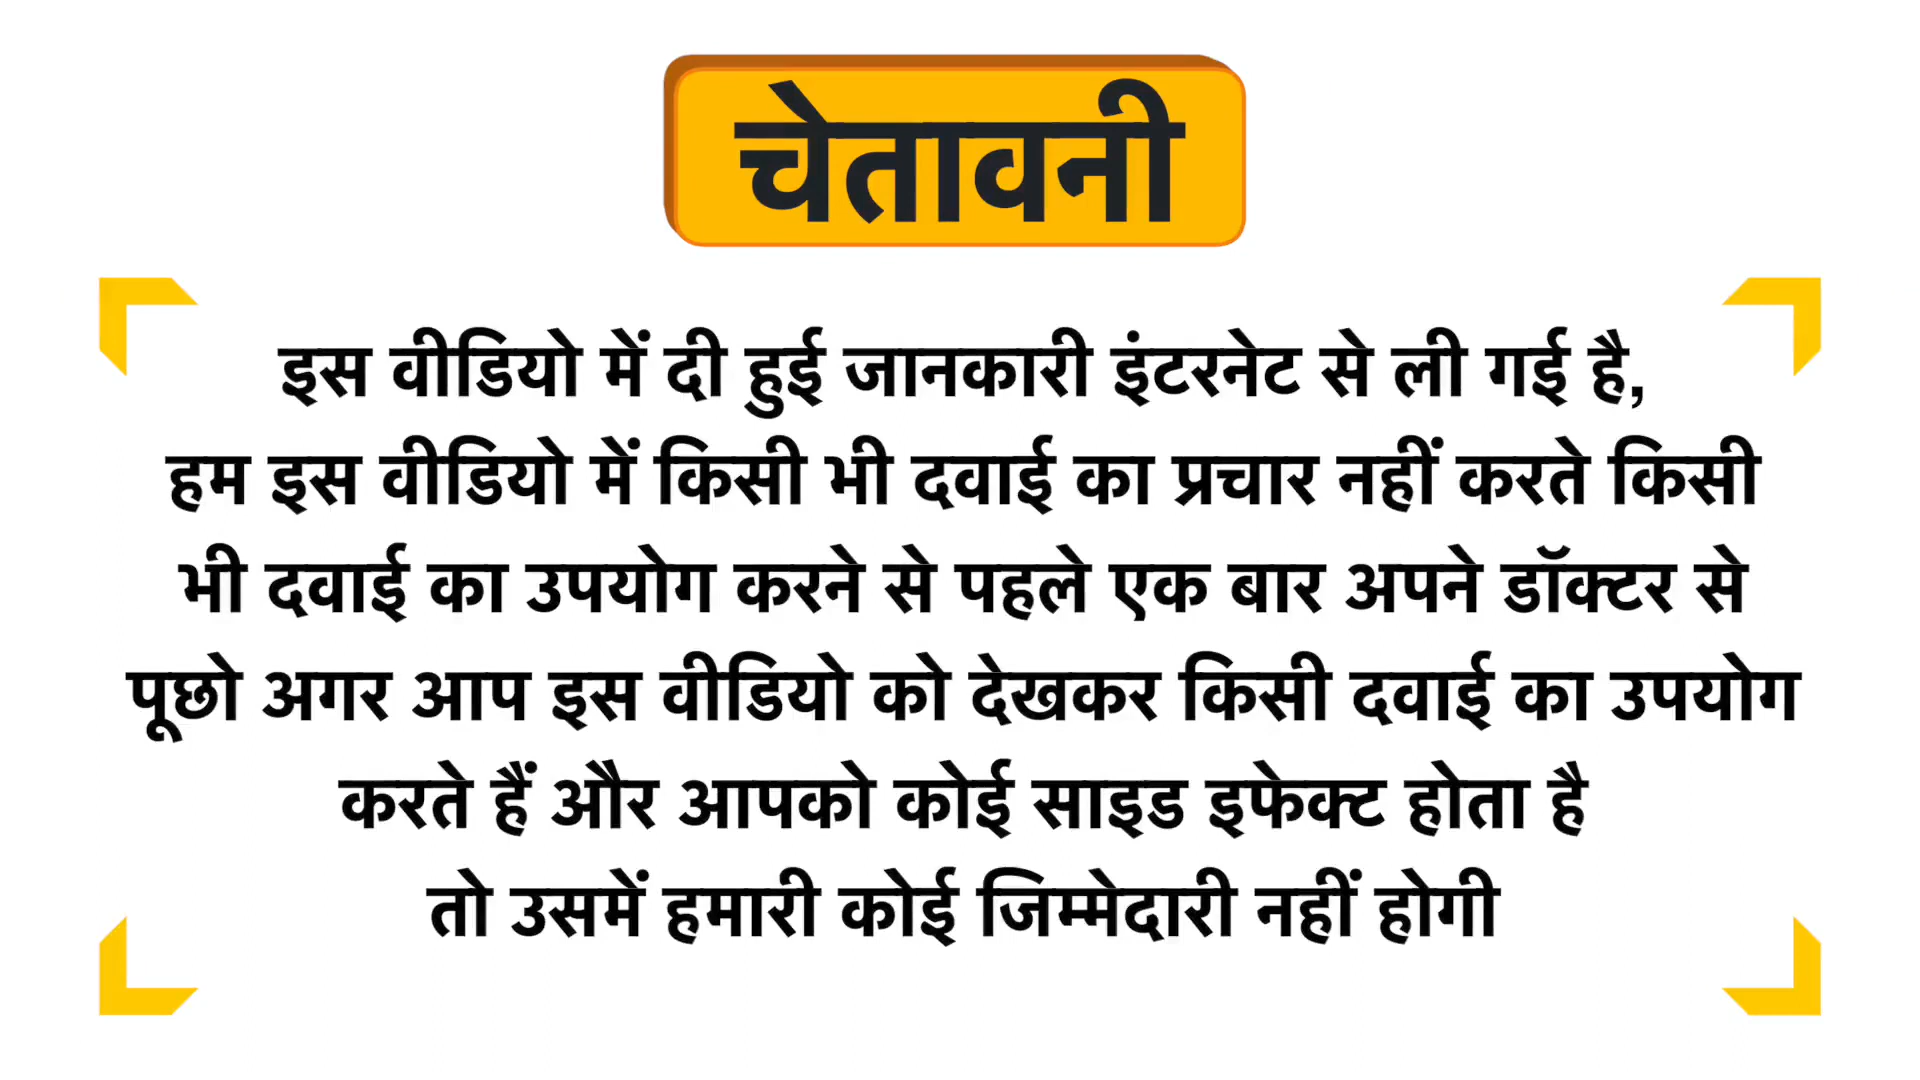 चेतावनी
इस वीडियो में दी हुई जानकारी इंटरनेट से ली गई है,
हम इस वीडियो में किसी भी दवाई का प्रचार नहीं करते किसी
भी दवाई का उपयोग करने से पहले एक बार अपने डॉक्टर से
पूछो अगर आप इस वीडियो को देखकर किसी दवाई का उपयोग
करते हैं और आपको कोई साइड इफेक्ट होता है
तो उसमें हमारी कोई जिम्मेदारी नहीं होगी